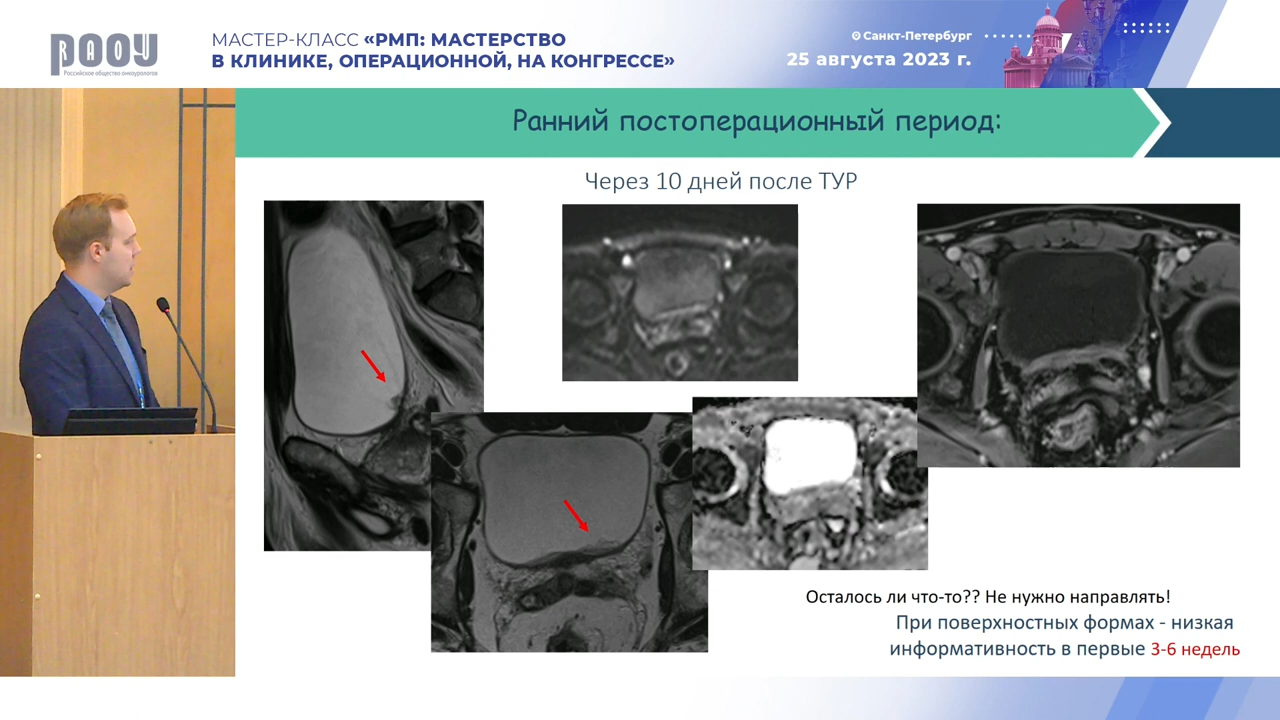 РАОУ
Российское общество онкоурологов
МАСТЕР-КЛАСС «РМП: МАСТЕРСТВО
В КЛИНИКЕ, ОПЕРАЦИОННОЙ, НА КОНГРЕССЕ»
Санкт-Петербург
25 августа 2023 г.
Ранний постоперационный период:
Через 10 дней после ТУР
Осталось ли что-то?? Не нужно направлять!
При поверхностных формах - низкая
информативность в первые 3-6 недель